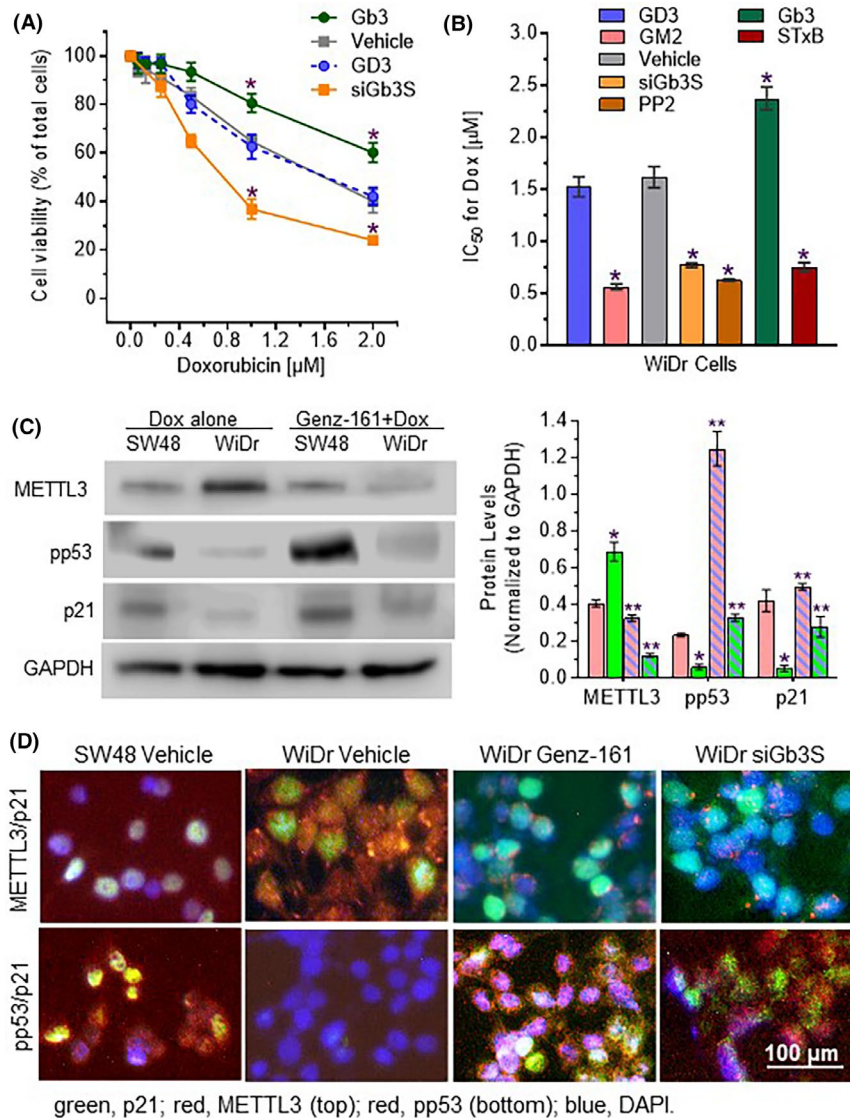 (A)
Gb3
Vehicle
GD3
siGb3S
Cell viability (% of total cells)
100
80
60
40
20
0
* *
* *
0.0 0.4 0.8 1.2 1.6 2.0
Doxorubicin [µM]
(B)
GD3 Gb3
GM2 STxB
Vehicle
siGb3S
PP2
IC50 for Dox [µM]
3.0
2.5
2.0
1.5
1.0
0.5
0.0
* * * * *
WiDr Cells
(C)
Dox alone Genz-161+Dox
SW48 WiDr SW48 WiDr
METTL3
pp53
p21
GAPDH
Protein Levels
(Normalized to GAPDH)
1.4
1.2
1.0
0.8
0.6
0.4
0.2
0.0
* ** ** * ** ** * ** **
METTL3 pp53 p21
(D)
SW48 Vehicle WiDr Vehicle WiDr Genz-161 WiDr siGb3S
METTL3/p21
pp53/p21
100 µm
green, p21; red, METTL3 (top); red, pp53 (bottom); blue, DAPI.